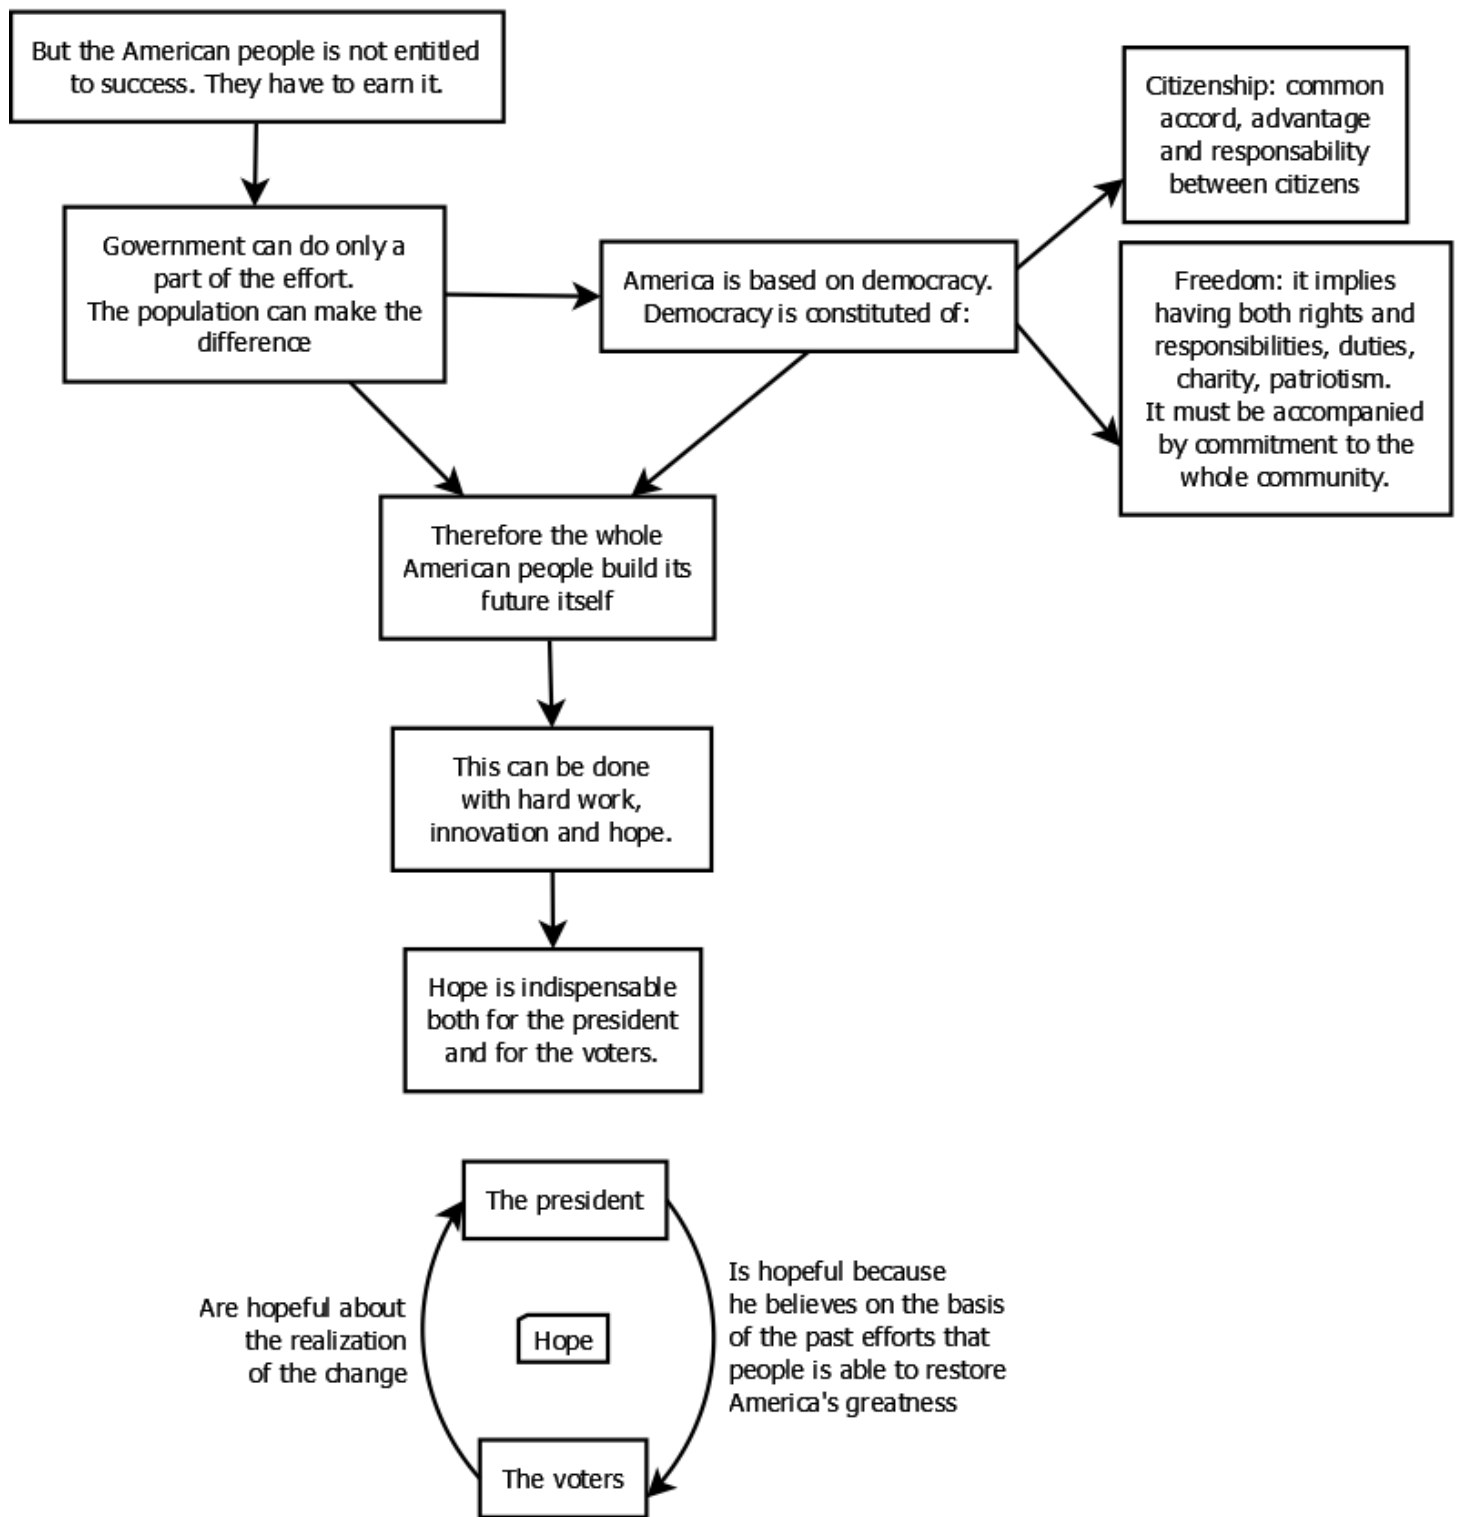 But the American people is not entitled
to success. They have to earn it.
Citizenship: common
accord, advantage
and responsability
between citizens
Government can do only a
part of the effort.
The population can make the
difference
America is based on democracy.
Democracy is constituted of:
Freedom: it implies
having both rights and
responsibilities, duties,
charity, patriotism.
It must be accompanied
by commitment to the
whole community.
Therefore the whole
American people build its
future itself
This can be done
with hard work,
innovation and hope.
Hope is indispensable
both for the president
and for the voters.
The president
Are hopeful about
the realization
of the change
Hope
Is hopeful because
he believes on the basis
of the past efforts that
people is able to restore
America's greatness
The voters